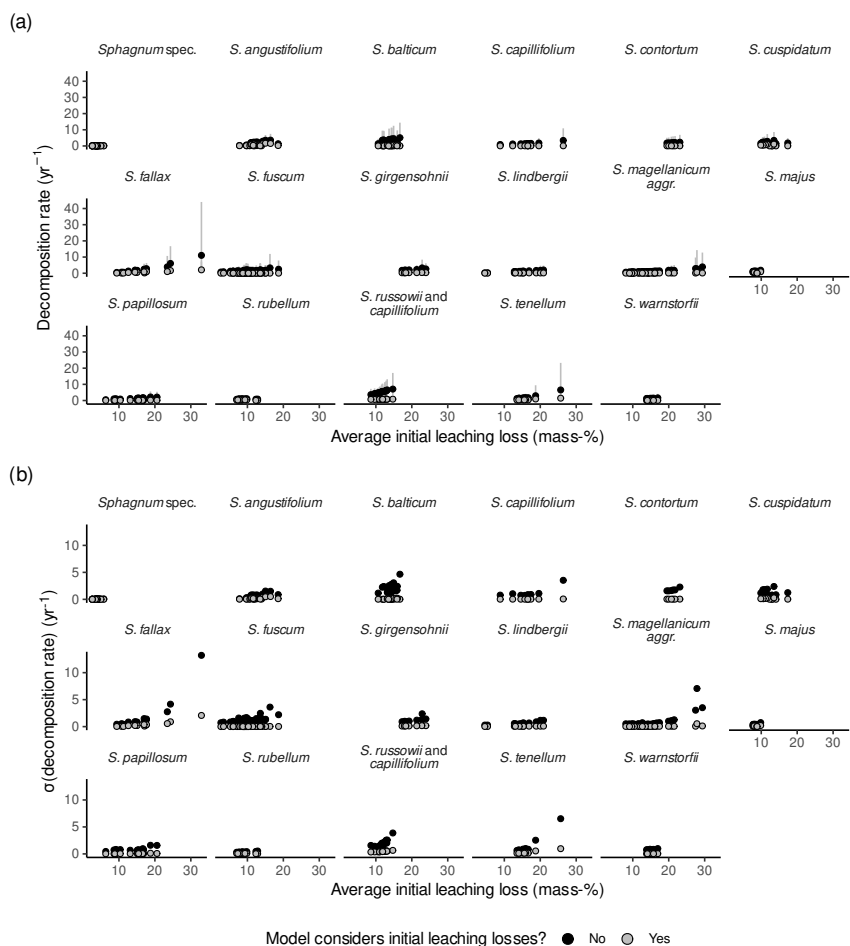 (a)
Sphagnum spec. S. angustifolium S. balticum S. capillifolium S. contortum S. cuspidatum
40
30
20
10
0
S. fallax S. fuscum S. girgensohnii S. lindbergii S. magellanicum aggr. S. majus
40
30
20
10
0
10 20 30
S. papillosum S. rubellum S. russowii and capillifolium S. tenellum S. warnstorfii
40
30
20
10
0
10 20 30 10 20 30 10 20 30 10 20 30 10 20 30
Decomposition rate (yr⁻¹)
Average initial leaching loss (mass-%)
(b)
Sphagnum spec. S. angustifolium S. balticum S. capillifolium S. contortum S. cuspidatum
10
5
0
S. fallax S. fuscum S. girgensohnii S. lindbergii S. magellanicum aggr. S. majus
10
5
0
10 20 30
S. papillosum S. rubellum S. russowii and capillifolium S. tenellum S. warnstorfii
10
5
0
10 20 30 10 20 30 10 20 30 10 20 30 10 20 30
σ(decomposition rate) (yr⁻¹)
Average initial leaching loss (mass-%)
Model considers initial leaching losses? No Yes